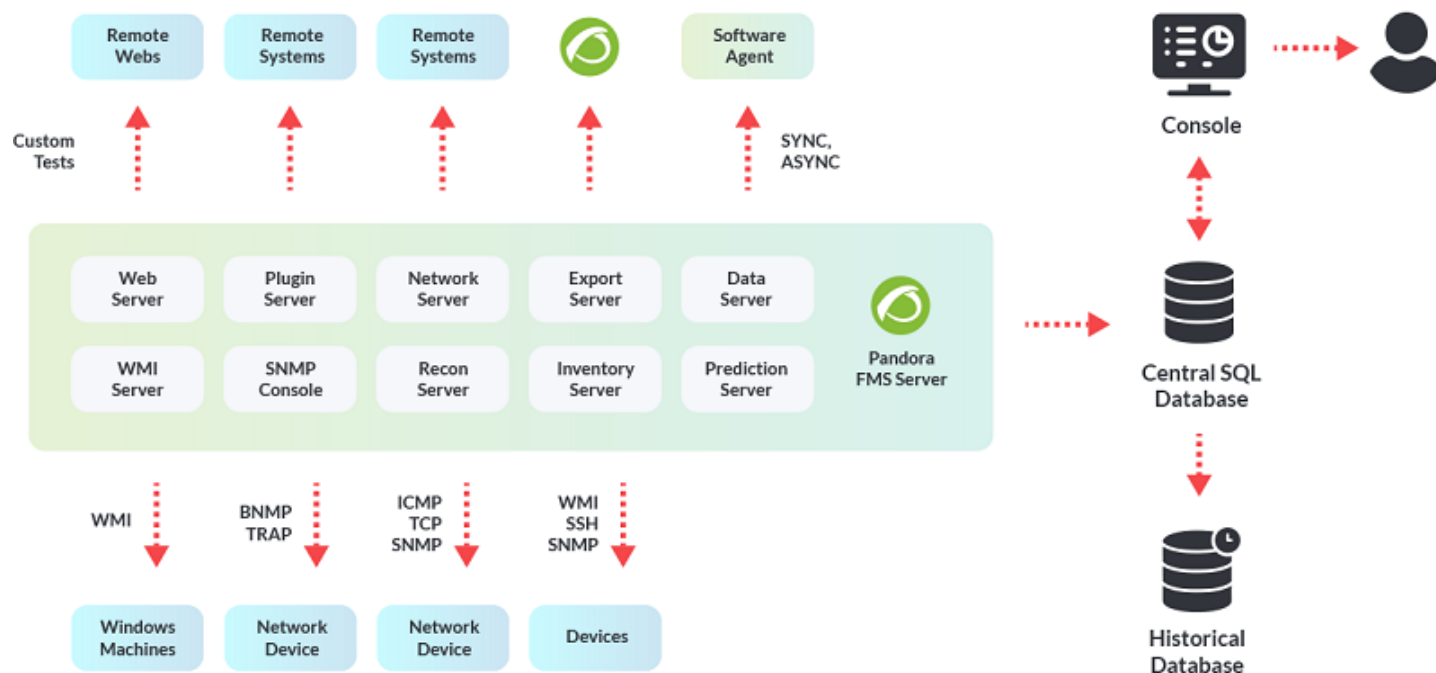 Remote
Webs
Remote
Systems
Remote
Systems
Software
Agent
Custom
Tests
SYNC,
ASYNC
Console
Web
Server
Plugin
Server
Network
Server
Export
Server
Data
Server
WMI
Server
SNMP
Console
Recon
Server
Inventory
Server
Prediction
Server
Pandora
FMS Server
Central SQL
Database
WMI
BNMP
TRAP
ICMP
TCP
SNMP
WMI
SSH
SNMP
Windows
Machines
Network
Device
Network
Device
Devices
Historical
Database